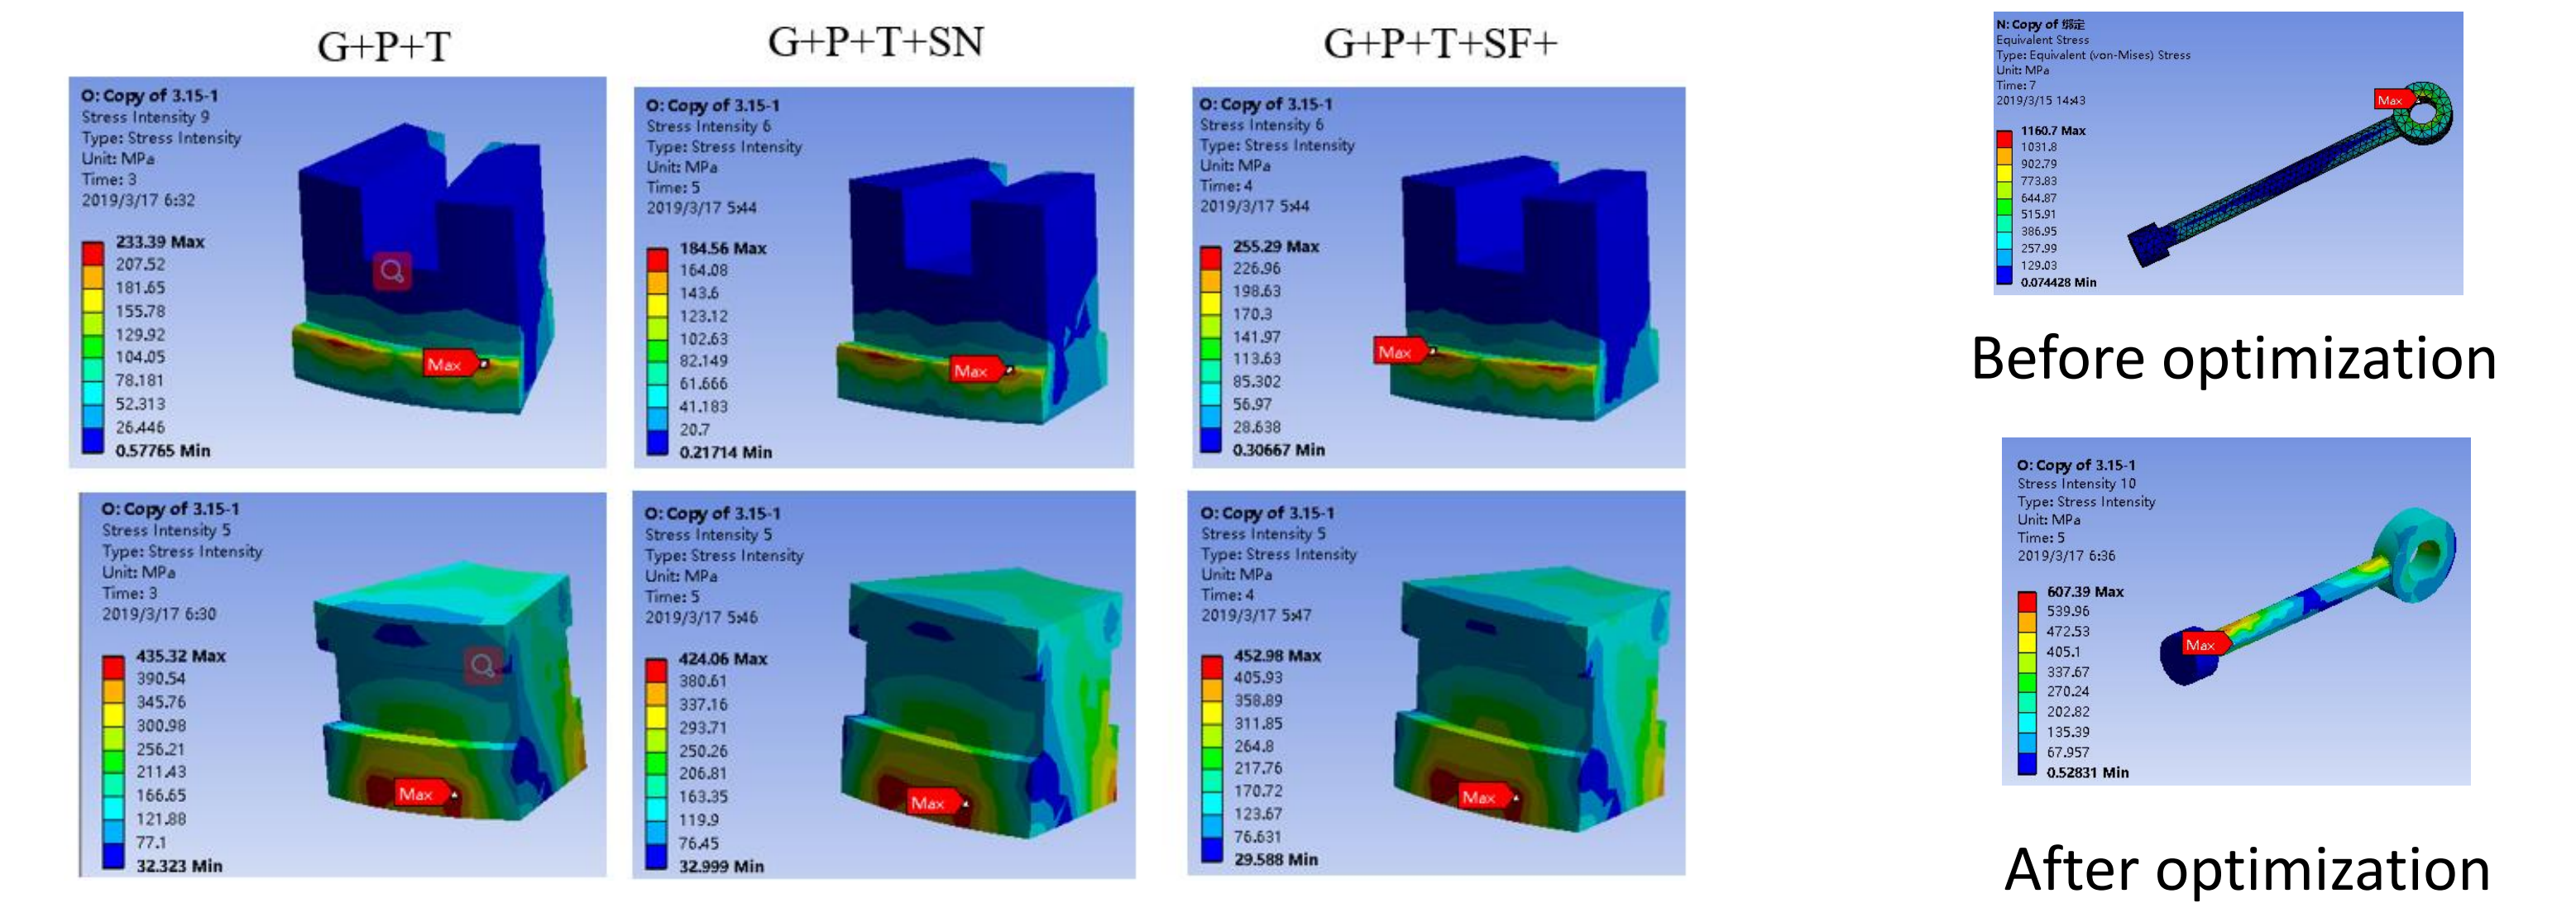 G+P+T
O: Copy of 3.15-1
Stress Intensity 9
Type: Stress Intensity
Unit: MPa
Time: 3
2019/3/17 6:32
233.39 Max
207.52
181.65
155.78
129.92
104.05
78.181
52.313
26.446
0.57765 Min
Max
G+P+T+SN
O: Copy of 3.15-1
Stress Intensity 6
Type: Stress Intensity
Unit: MPa
Time: 5
2019/3/17 5:44
184.56 Max
164.08
143.6
123.12
102.63
82.149
61.666
41.183
20.7
0.21714 Min
Max
G+P+T+SF+
O: Copy of 3.15-1
Stress Intensity 6
Type: Stress Intensity
Unit: MPa
Time: 4
2019/3/17 5:44
255.29 Max
226.96
198.63
170.3
141.97
113.63
85.302
56.97
28.638
0.30667 Min
Max
O: Copy of 3.15-1
Stress Intensity 5
Type: Stress Intensity
Unit: MPa
Time: 3
2019/3/17 6:30
435.32 Max
390.54
345.76
300.98
256.21
211.43
166.65
121.88
77.1
32.323 Min
Max
O: Copy of 3.15-1
Stress Intensity 5
Type: Stress Intensity
Unit: MPa
Time: 5
2019/3/17 5:46
424.06 Max
380.61
337.16
293.71
250.26
206.81
163.35
119.9
76.45
32.999 Min
Max
O: Copy of 3.15-1
Stress Intensity 5
Type: Stress Intensity
Unit: MPa
Time: 4
2019/3/17 5:47
452.98 Max
405.93
358.89
311.85
264.8
217.76
170.72
123.67
76.631
29.588 Min
Max
N: Copy of 绑定
Equivalent Stress
Type: Equivalent (von-Mises) Stress
Unit: MPa
Time: 7
2019/3/15 14:43
1160.7 Max
1031.8
902.79
773.83
644.87
515.91
386.95
257.99
129.03
0.074428 Min
Max
Before optimization
O: Copy of 3.15-1
Stress Intensity 10
Type: Stress Intensity
Unit: MPa
Time: 5
2019/3/17 6:36
607.39 Max
539.96
472.53
405.1
337.67
270.24
202.82
135.39
67.957
0.52831 Min
Max
After optimization